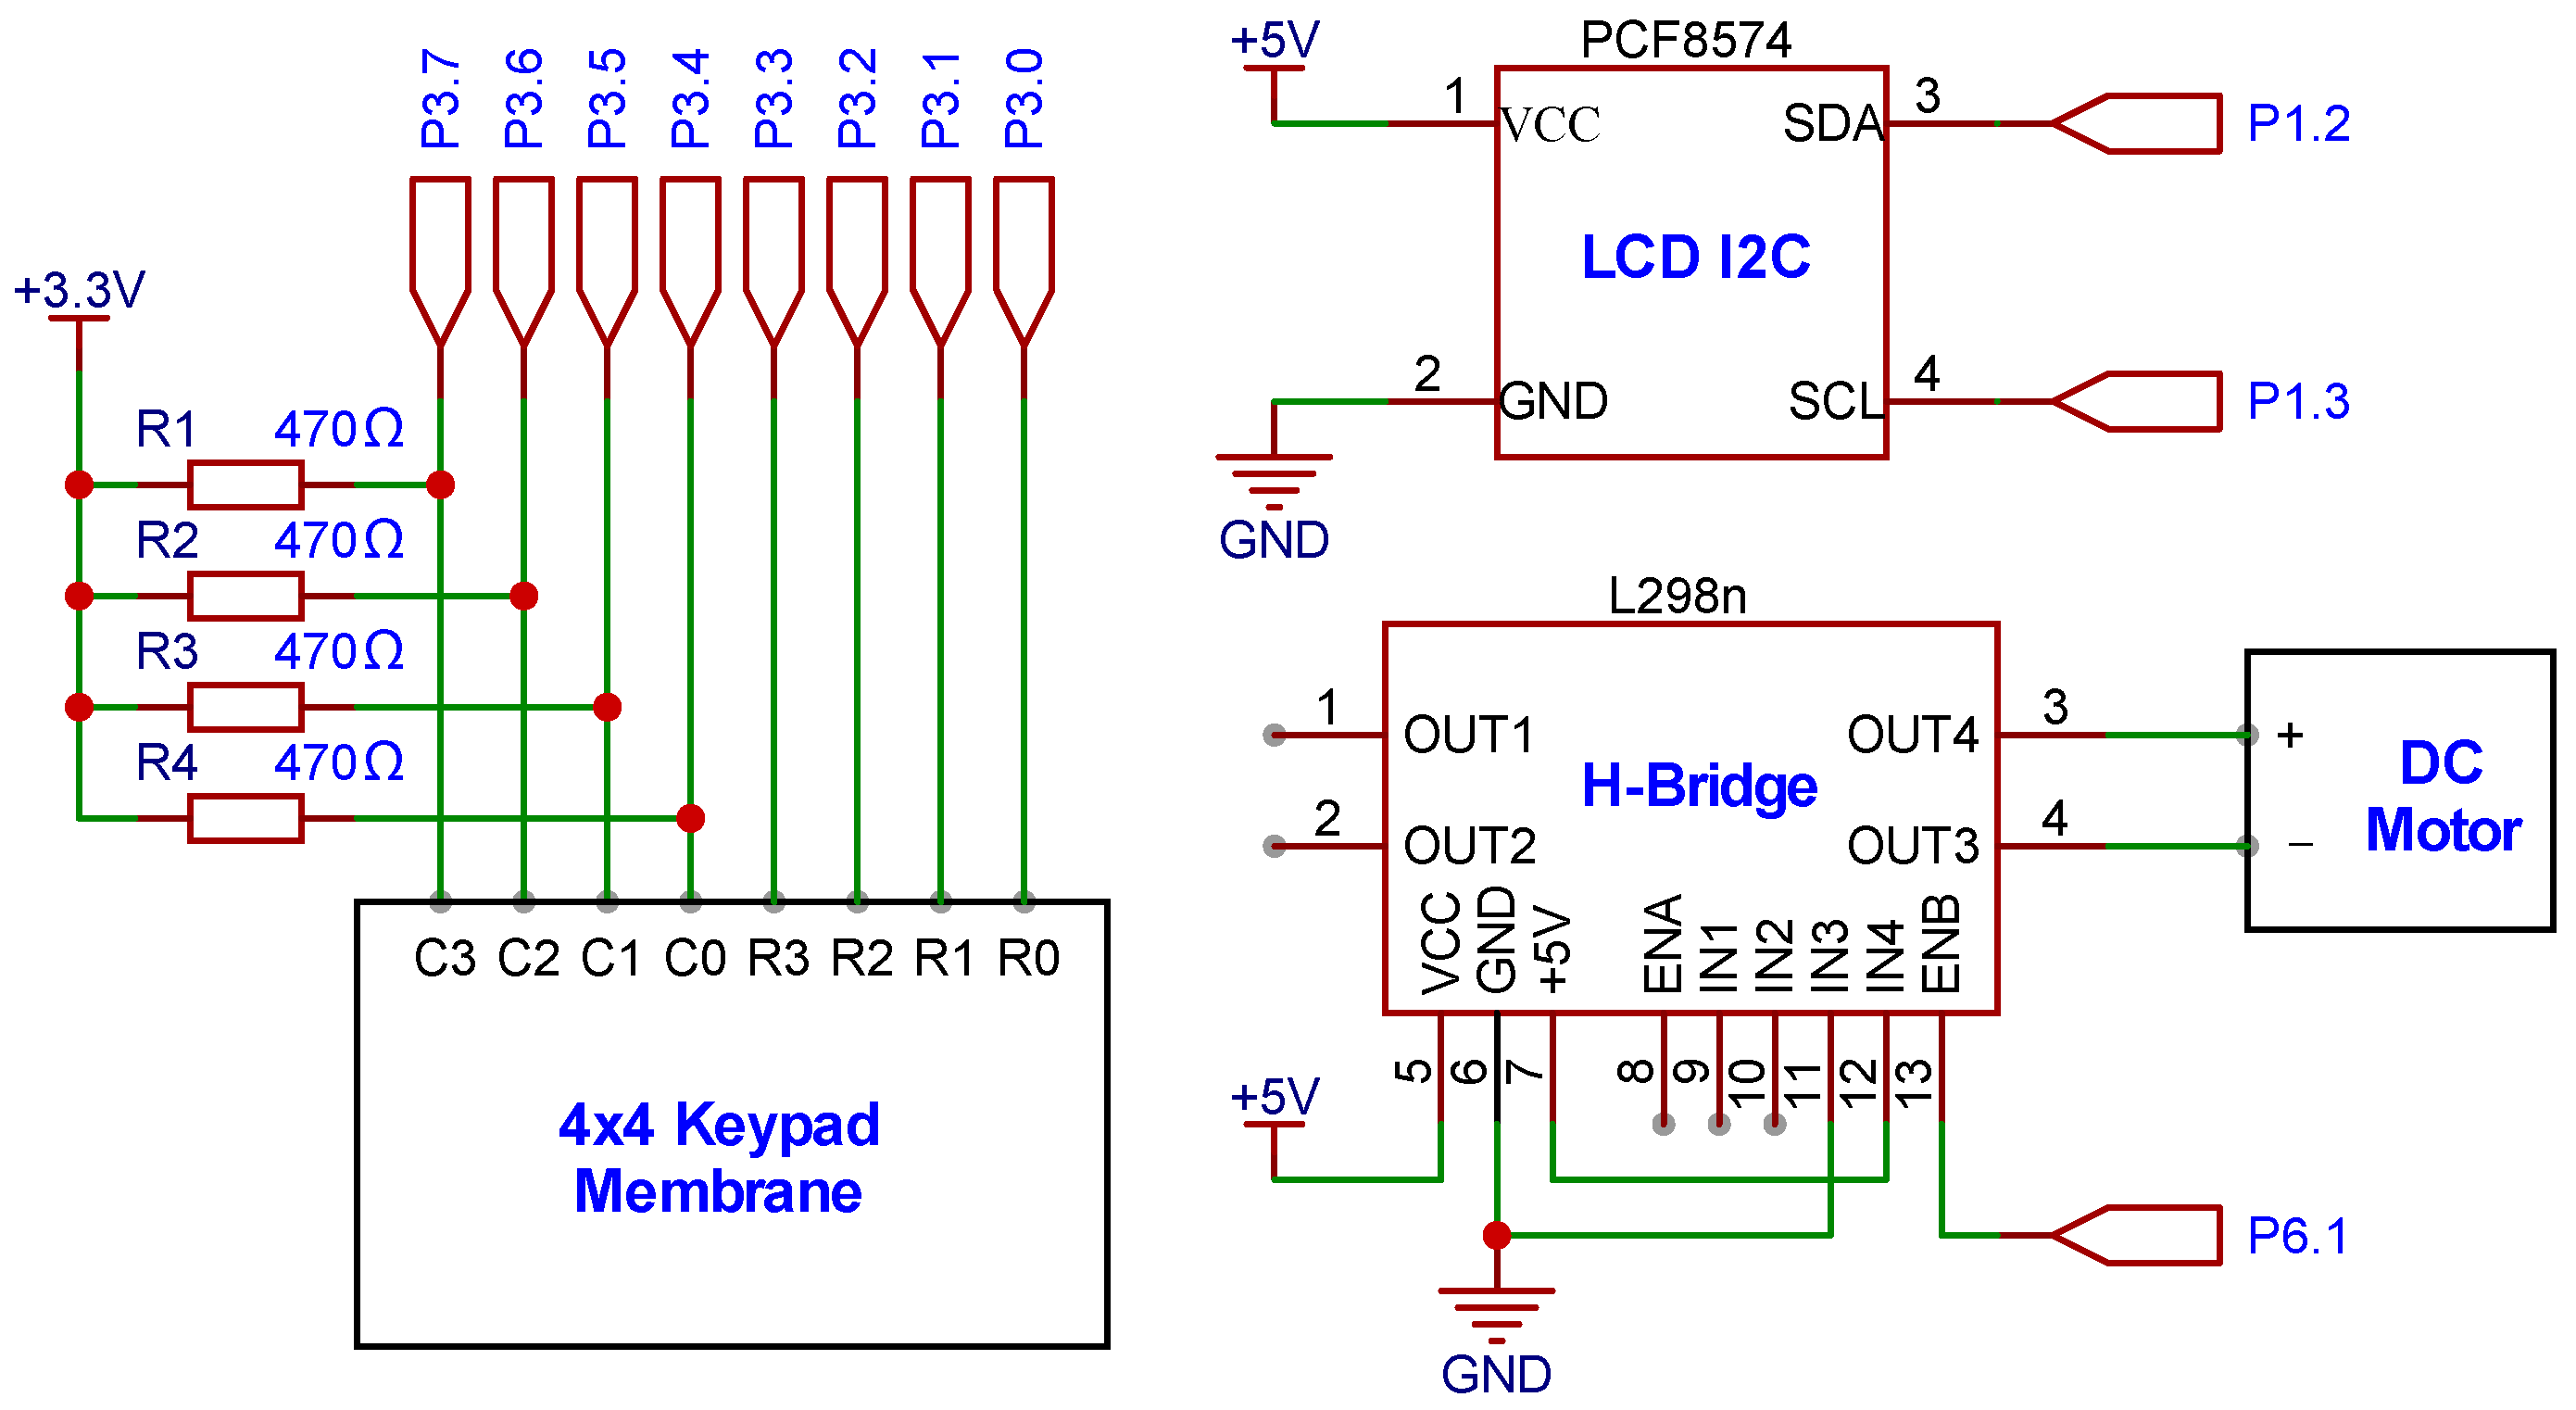 P3.7 P3.6 P3.5 P3.4 P3.3 P3.2 P3.1 P3.0
+3.3V
R1 470Ω
R2 470Ω
R3 470Ω
R4 470Ω
C3 C2 C1 C0 R3 R2 R1 R0
4x4 Keypad
Membrane
PCF8574
+5V
1 VCC SDA 3 P1.2
LCD I2C
2 GND SCL 4 P1.3
GND
L298n
1 OUT1 OUT4 3 +
H-Bridge
2 OUT2 OUT3 4 −
DC
Motor
VCC GND +5V ENA IN1 IN2 IN3 IN4 ENB
5 6 7 8 9 10 11 12 13
+5V
P6.1
GND